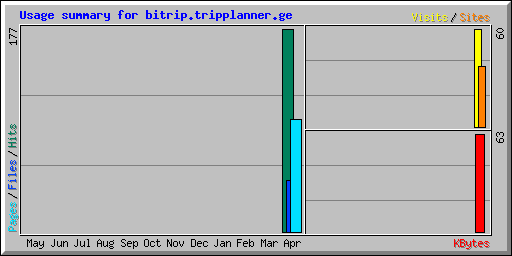 Usage summary for bitrip.tripplanner.ge
Visits/Sites
177
60
63
Pages/Files/Hits
May Jun Jul Aug Sep Oct Nov Dec Jan Feb Mar Apr
KBytes